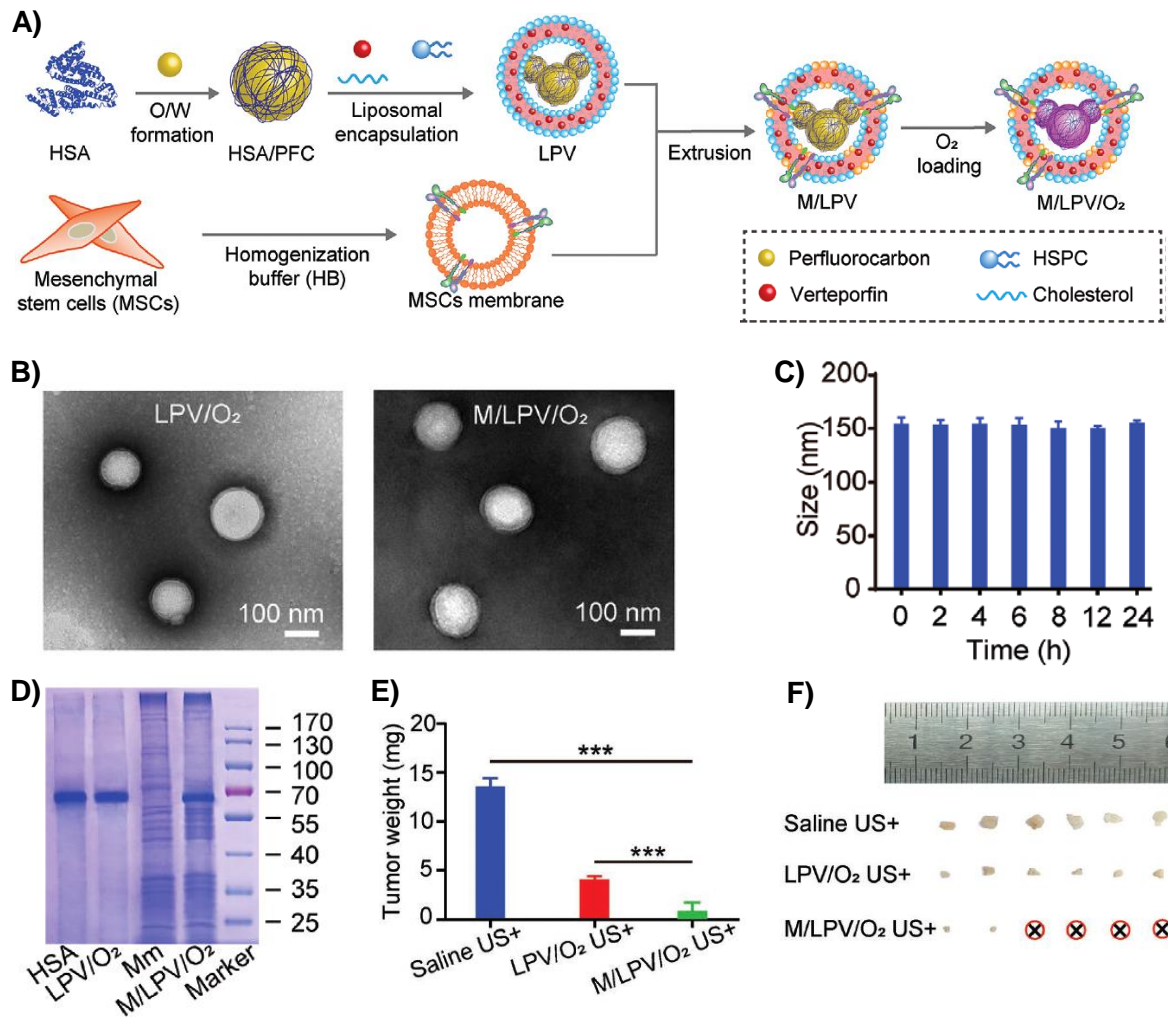 A)
HSA
O/W
formation
HSA/PFC
Liposomal
encapsulation
LPV
Mesenchymal
stem cells (MSCs)
Homogenization
buffer (HB)
MSCs membrane
Extrusion
M/LPV
O₂
loading
M/LPV/O₂
Perfluorocarbon
HSPC
Verteporfin
Cholesterol
B)
LPV/O₂
100 nm
M/LPV/O₂
100 nm
C)
200
150
100
50
0
Size (nm)
0 2 4 6 8 12 24
Time (h)
D)
170
130
100
70
55
40
35
25
HSA
LPV/O₂
Mm
M/LPV/O₂
Marker
E)
20
15
10
5
0
Tumor weight (mg)
***
***
Saline US+
LPV/O₂ US+
M/LPV/O₂ US+
F)
1 2 3 4 5 6
Saline US+
LPV/O₂ US+
M/LPV/O₂ US+